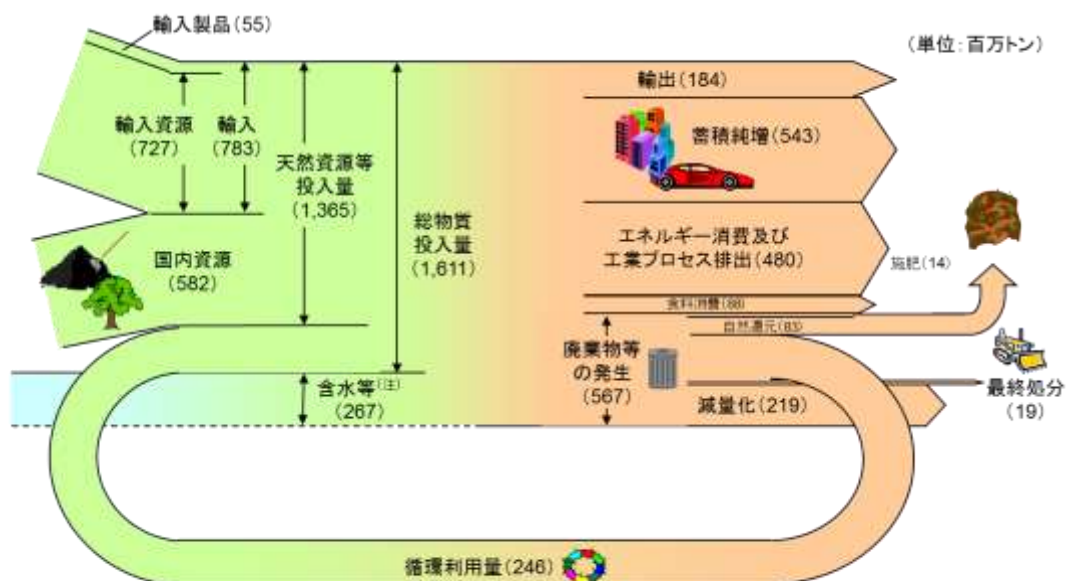 輸入製品(55)
(単位:百万トン)
輸出(184)
輸入資源
(727)
輸入
(783)
蓄積純増(543)
天然資源等
投入量
(1,365)
総物質
投入量
(1,611)
エネルギー消費及び
工業プロセス排出(480)
国内資源
(582)
施肥(14)
食料消費(88)
自然還元(83)
廃棄物等
の発生
(567)
含水等(注)
(267)
減量化(219)
最終処分
(19)
循環利用量(246)